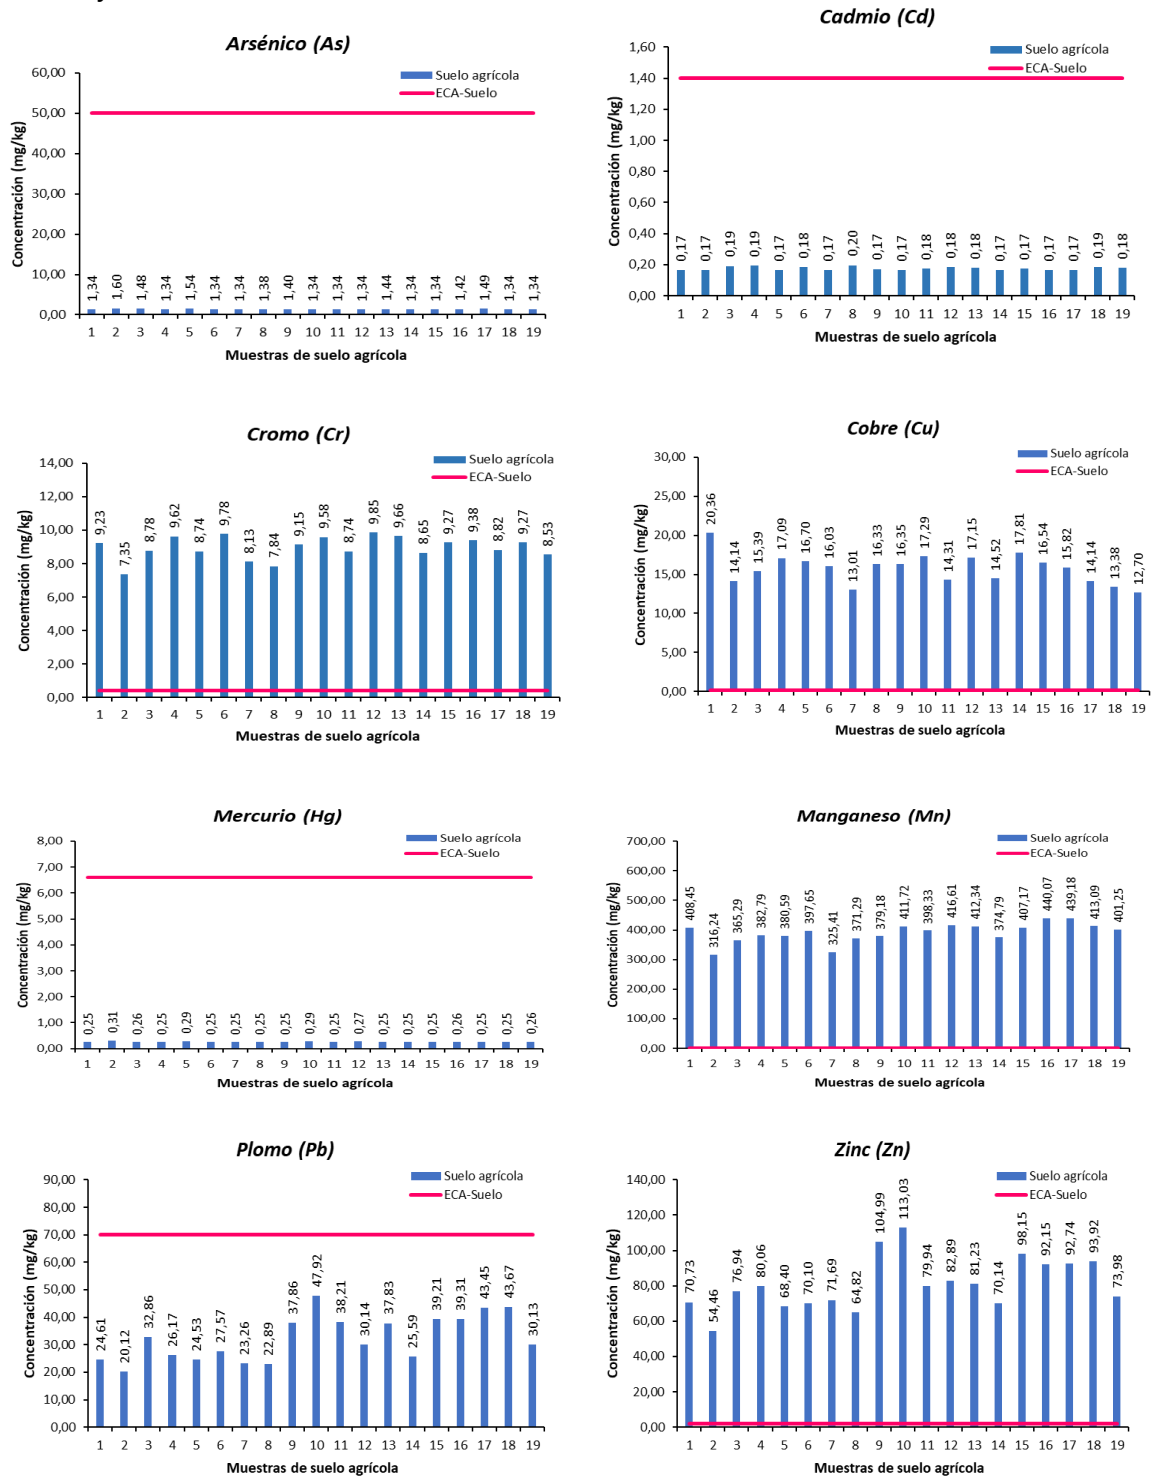 Arsénico (As)
Suelo agrícola
ECA-Suelo
Concentración (mg/kg)
60,00
50,00
40,00
30,00
20,00
10,00
0,00
1,34 1,60 1,48 1,34 1,54 1,34 1,34 1,38 1,40 1,34 1,34 1,34 1,44 1,34 1,34 1,42 1,49 1,34 1,34
1 2 3 4 5 6 7 8 9 10 11 12 13 14 15 16 17 18 19
Muestras de suelo agrícola
Cadmio (Cd)
Suelo agrícola
ECA-Suelo
Concentración (mg/kg)
1,60
1,40
1,20
1,00
0,80
0,60
0,40
0,20
0,00
0,17 0,17 0,19 0,19 0,17 0,18 0,17 0,20 0,17 0,17 0,18 0,18 0,18 0,17 0,17 0,17 0,17 0,19 0,18
1 2 3 4 5 6 7 8 9 10 11 12 13 14 15 16 17 18 19
Muestras de suelo agrícola
Cromo (Cr)
Suelo agrícola
ECA-Suelo
Concentración (mg/kg)
14,00
12,00
10,00
8,00
6,00
4,00
2,00
0,00
9,23 7,35 8,78 9,62 8,74 9,78 8,13 7,84 9,15 9,58 8,74 9,85 9,66 8,65 9,27 9,38 8,82 9,27 8,53
1 2 3 4 5 6 7 8 9 10 11 12 13 14 15 16 17 18 19
Muestras de suelo agrícola
Cobre (Cu)
Suelo agrícola
ECA-Suelo
Concentración (mg/kg)
30,00
25,00
20,00
15,00
10,00
5,00
0,00
20,36 14,14 15,39 17,09 16,70 16,03 13,01 16,33 16,35 17,29 14,31 17,15 14,52 17,81 16,54 15,82 14,14 13,38 12,70
1 2 3 4 5 6 7 8 9 10 11 12 13 14 15 16 17 18 19
Muestras de suelo agrícola
Mercurio (Hg)
Suelo agrícola
ECA-Suelo
Concentración (mg/kg)
8,00
7,00
6,00
5,00
4,00
3,00
2,00
1,00
0,00
0,25 0,31 0,26 0,25 0,29 0,25 0,25 0,25 0,25 0,29 0,25 0,27 0,25 0,25 0,25 0,26 0,25 0,25 0,26
1 2 3 4 5 6 7 8 9 10 11 12 13 14 15 16 17 18 19
Muestras de suelo agrícola
Manganeso (Mn)
Suelo agrícola
ECA-Suelo
Concentración (mg/kg)
700,00
600,00
500,00
400,00
300,00
200,00
100,00
0,00
408,45 316,24 365,29 382,79 380,59 397,65 325,41 371,29 379,18 411,72 398,33 416,61 412,34 374,79 407,17 440,07 439,18 413,09 401,25
1 2 3 4 5 6 7 8 9 10 11 12 13 14 15 16 17 18 19
Muestras de suelo agrícola
Plomo (Pb)
Suelo agrícola
ECA-Suelo
Concentración (mg/kg)
90,00
80,00
70,00
60,00
50,00
40,00
30,00
20,00
10,00
0,00
24,61 20,12 32,86 26,17 24,53 27,57 23,26 22,89 37,86 47,92 38,21 30,14 37,83 25,59 39,21 39,31 43,45 43,67 30,13
1 2 3 4 5 6 7 8 9 10 11 12 13 14 15 16 17 18 19
Muestras de suelo agrícola
Zinc (Zn)
Suelo agrícola
ECA-Suelo
Concentración (mg/kg)
140,00
120,00
100,00
80,00
60,00
40,00
20,00
0,00
70,73 54,46 76,94 80,06 68,40 70,10 71,69 64,82 104,99 113,03 79,94 82,89 81,23 70,14 98,15 92,15 92,74 93,92 73,98
1 2 3 4 5 6 7 8 9 10 11 12 13 14 15 16 17 18 19
Muestras de suelo agrícola